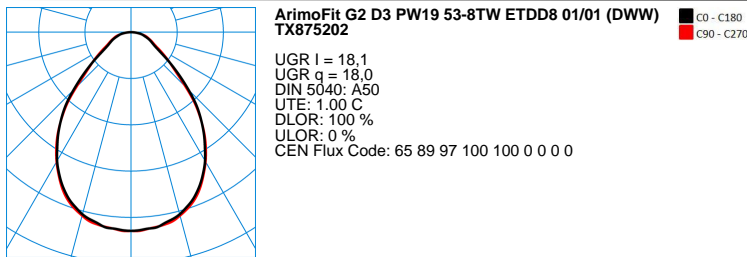 ArimoFit G2 D3 PW19 53-8TW ETDD8 01/01 (DWW)
TX875202
UGR l = 18,1
UGR q = 18,0
DIN 5040: A50
UTE: 1.00 C
DLOR: 100 %
ULOR: 0 %
CEN Flux Code: 65 89 97 100 100 0 0 0 0
C0 - C180
C90 - C270